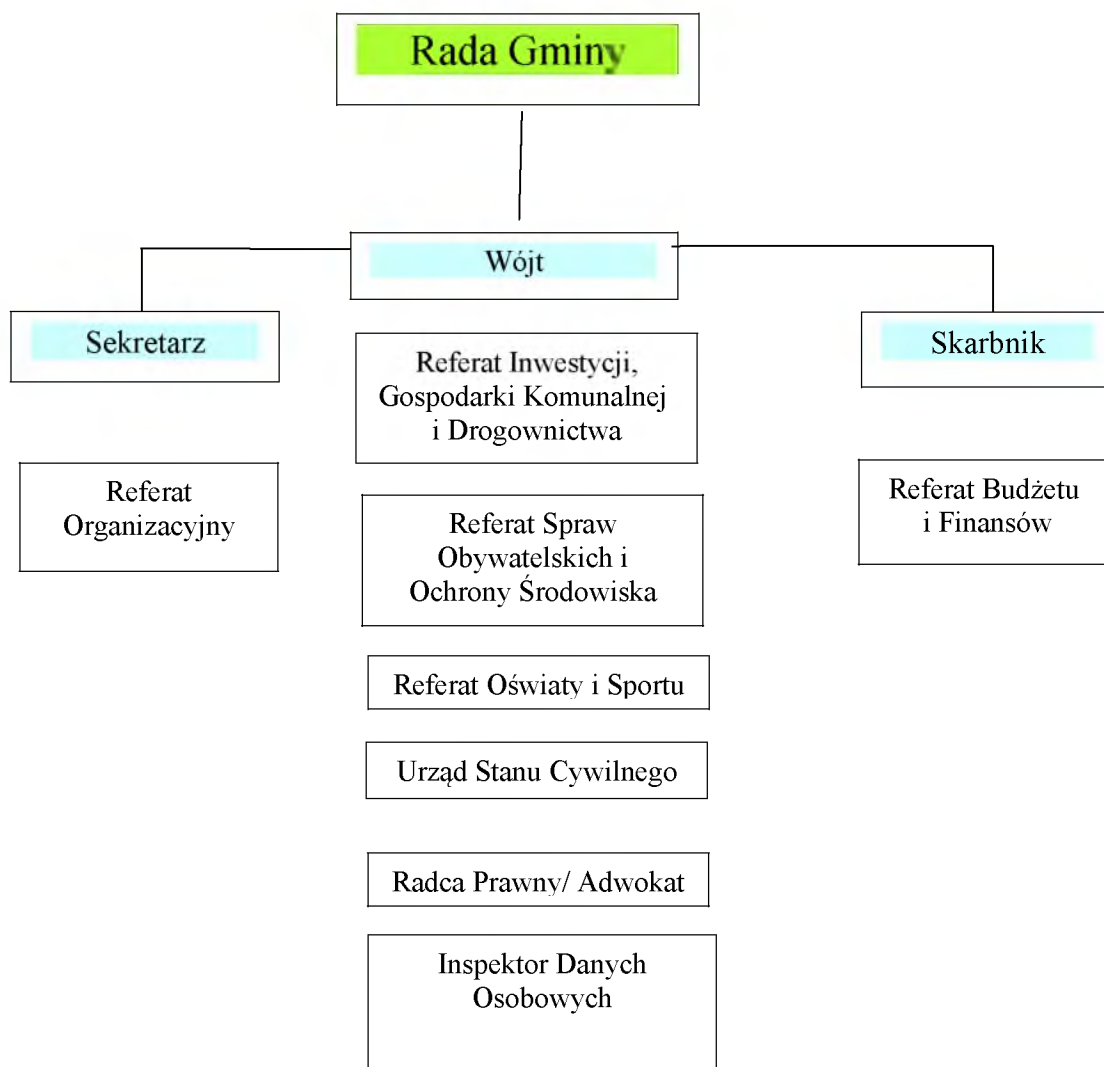 Rada Gminy
Wójt
Sekretarz
Skarbnik
Referat Inwestycji,
Gospodarki Komunalnej
i Drogownictwa
Referat
Organizacyjny
Referat Budżetu
i Finansów
Referat Spraw
Obywatelskich i
Ochrony Środowiska
Referat Oświaty i Sportu
Urząd Stanu Cywilnego
Radca Prawny/ Adwokat
Inspektor Danych
Osobowych